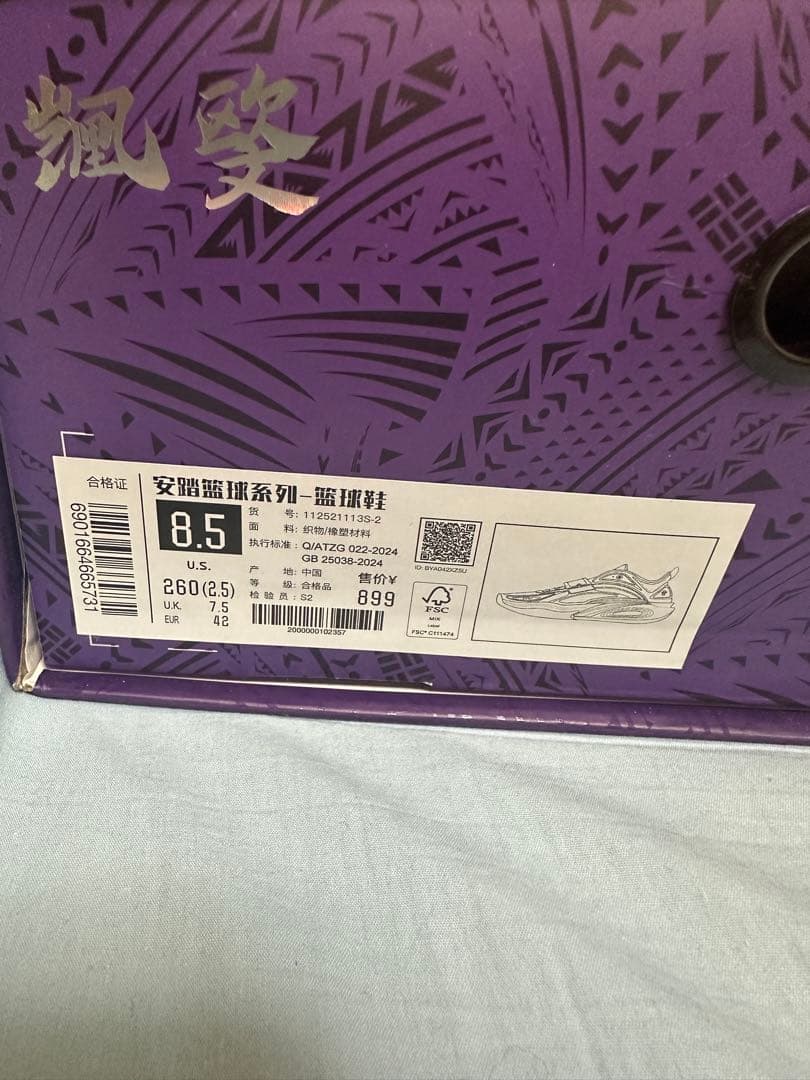 合格证
6901664665731
安踏篮球系列-篮球鞋
8.5
U.S.
260(2.5)
U.K. 7.5
EUR 42
货 号: 112521113S-2
面 料: 织物/橡塑材料
执行标准: Q/ATZG 022-2024
GB 25038-2024
产 地: 中国
等 级: 合格品
检 验 员: S2
售价¥
899
2000000102357
ID: BYAD42XZ5U
FSC
MIX
Label
FSC® C111474